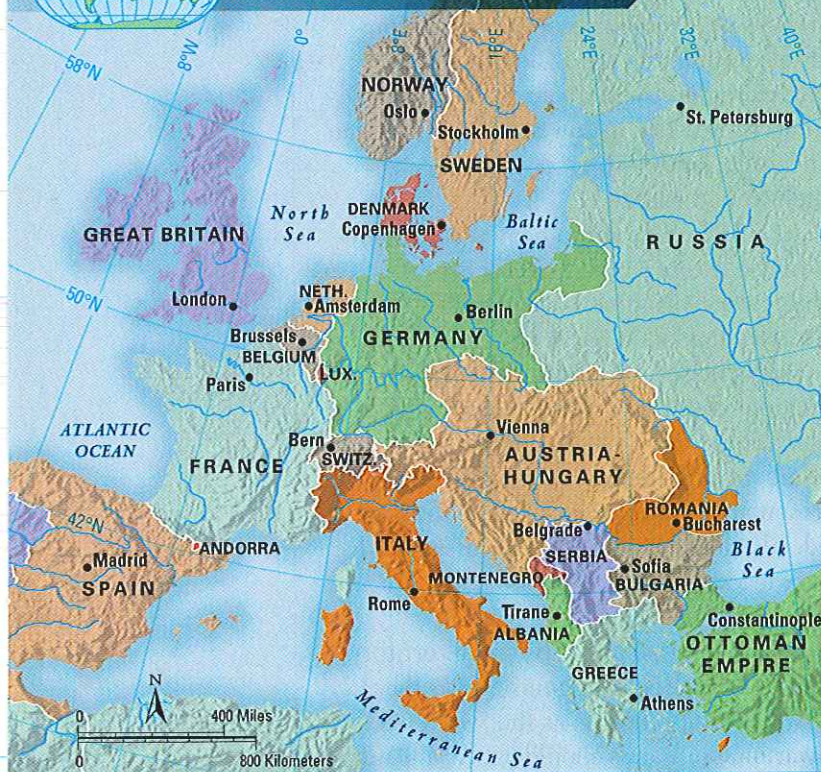 58°N
8°W
0°
8°E
16°E
24°E
32°E
40°E
NORWAY
Oslo
Stockholm
St. Petersburg
SWEDEN
North
Sea
DENMARK
Copenhagen
Baltic
Sea
GREAT BRITAIN
RUSSIA
50°N
London
NETH.
Amsterdam
Berlin
GERMANY
Brussels
BELGIUM
LUX.
Paris
ATLANTIC
OCEAN
Bern
SWITZ.
Vienna
AUSTRIA-
HUNGARY
FRANCE
42°N
ROMANIA
Bucharest
Belgrade
SERBIA
ANDORRA
ITALY
Madrid
SPAIN
MONTENEGRO
Sofia
BULGARIA
Black
Sea
Rome
Tirane
ALBANIA
Constantinople
OTTOMAN
EMPIRE
GREECE
Athens
Mediterranean Sea
N
0 400 Miles
0 800 Kilometers